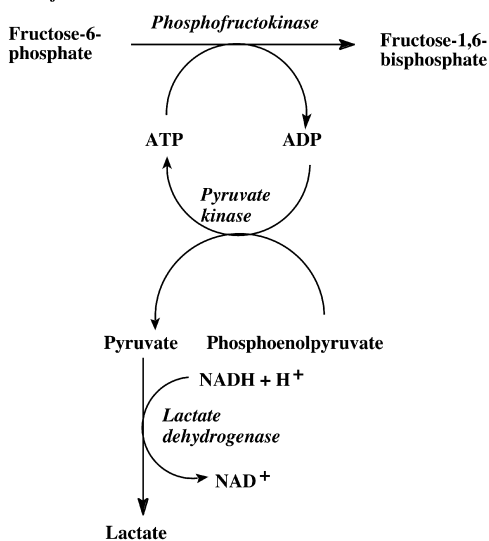 Phosphofructokinase
Fructose-6-
phosphate
Fructose-1,6-
bisphosphate
ATP
ADP
Pyruvate
kinase
Pyruvate
Phosphoenolpyruvate
NADH + H+
Lactate
dehydrogenase
NAD+
Lactate